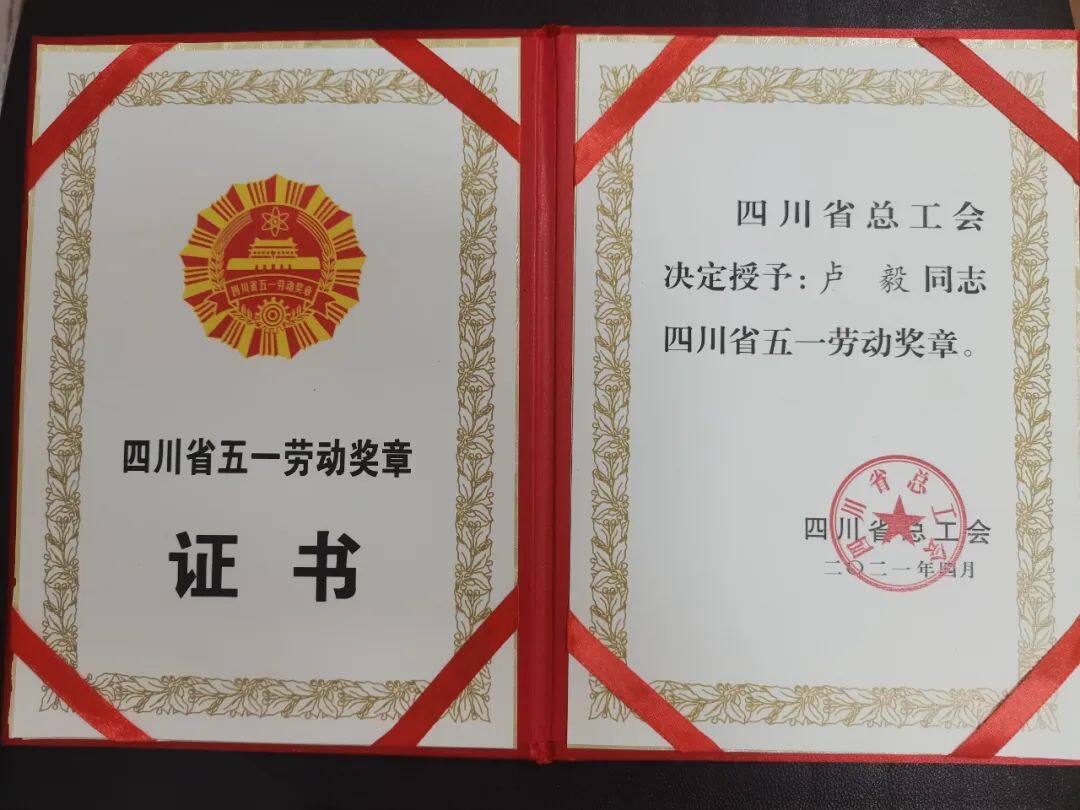 四川省五一劳动奖章
四川省五一劳动奖章
证书
四川省总工会
决定授予：卢 毅 同志
四川省五一劳动奖章。
四川省总工会
四川省总工会
二〇二一年四月